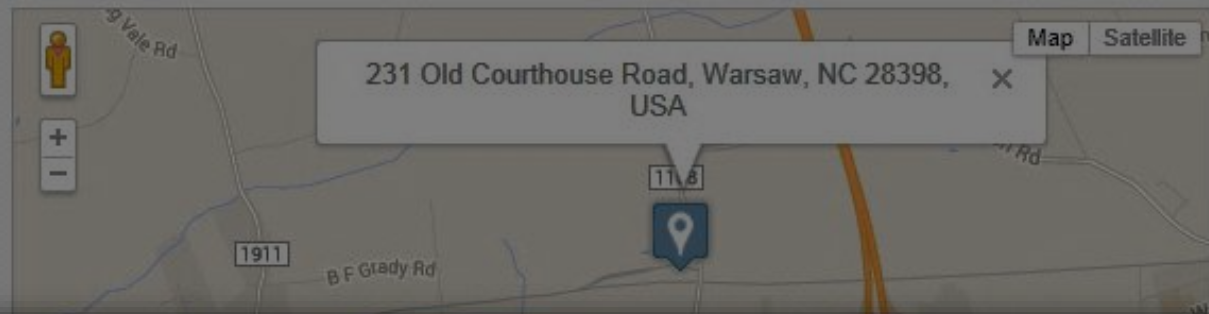 Vale Rd
Map
Satellite
231 Old Courthouse Road, Warsaw, NC 28398,
USA
Rd
1911
B F Grady Rd